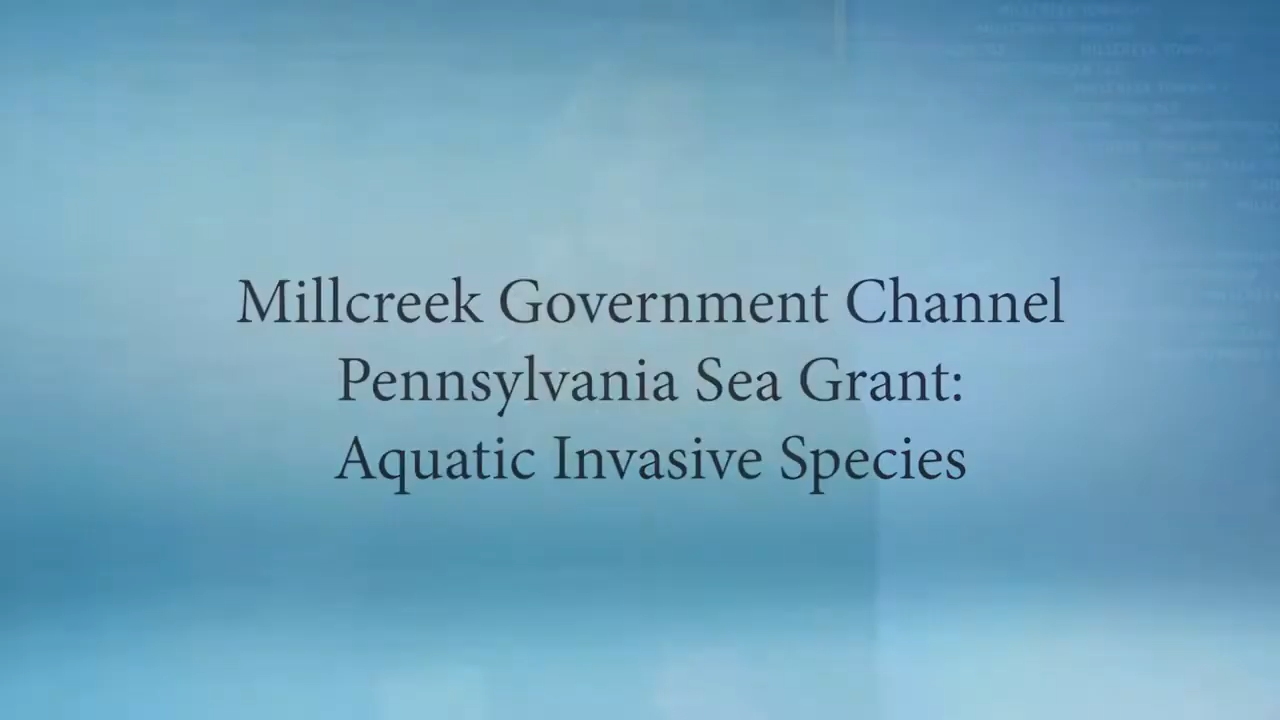 Millcreek Government Channel
Pennsylvania Sea Grant:
Aquatic Invasive Species